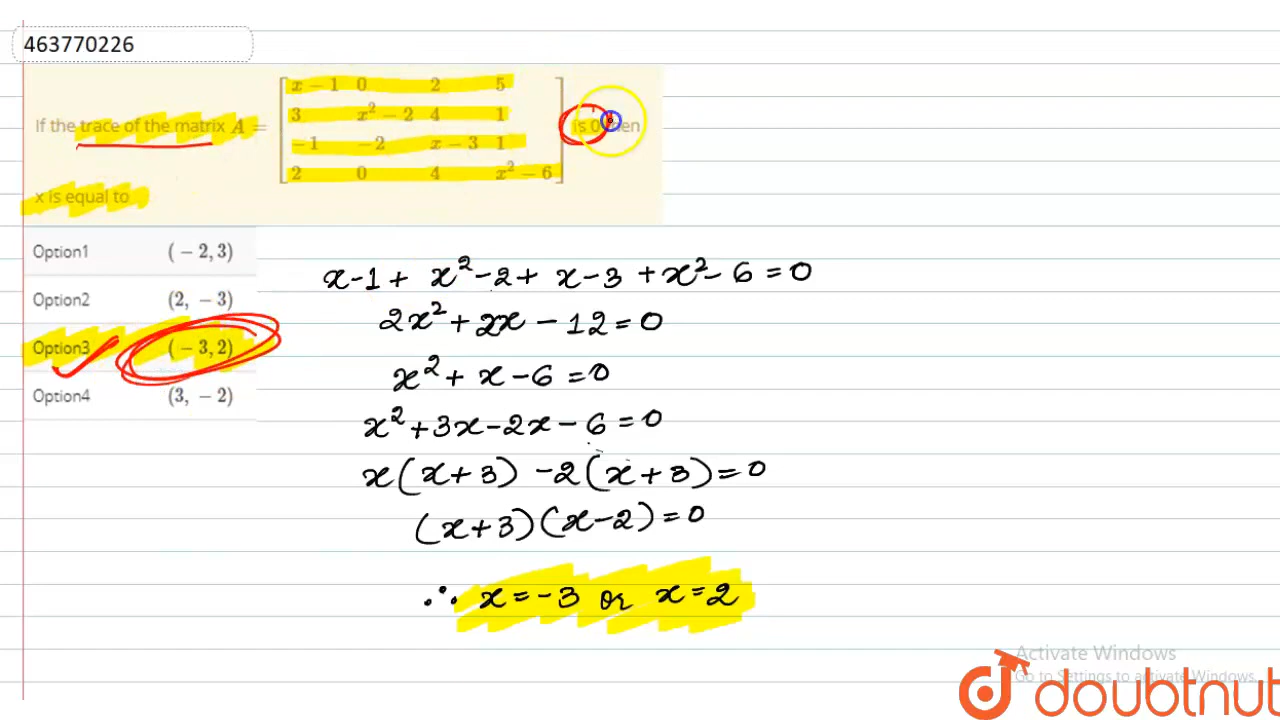 463770226
If the trace of the matrix A = [x − 1 0 2 5
3 x² − 2 4 1
−1 −2 x − 3 1
2 0 4 x² − 6] is 0 then
x is equal to
Option1 (−2, 3)
Option2 (2, −3)
Option3 (−3, 2)
Option4 (3, −2)
x-1 + x²-2 + x-3 + x²-6 = 0
2x² + 2x - 12 = 0
x² + x - 6 = 0
x² + 3x - 2x - 6 = 0
x(x+3) -2(x+3) = 0
(x+3)(x-2) = 0
∴ x = -3 or x = 2
Activate Windows
Go to Settings to activate Windows.
doubtnut